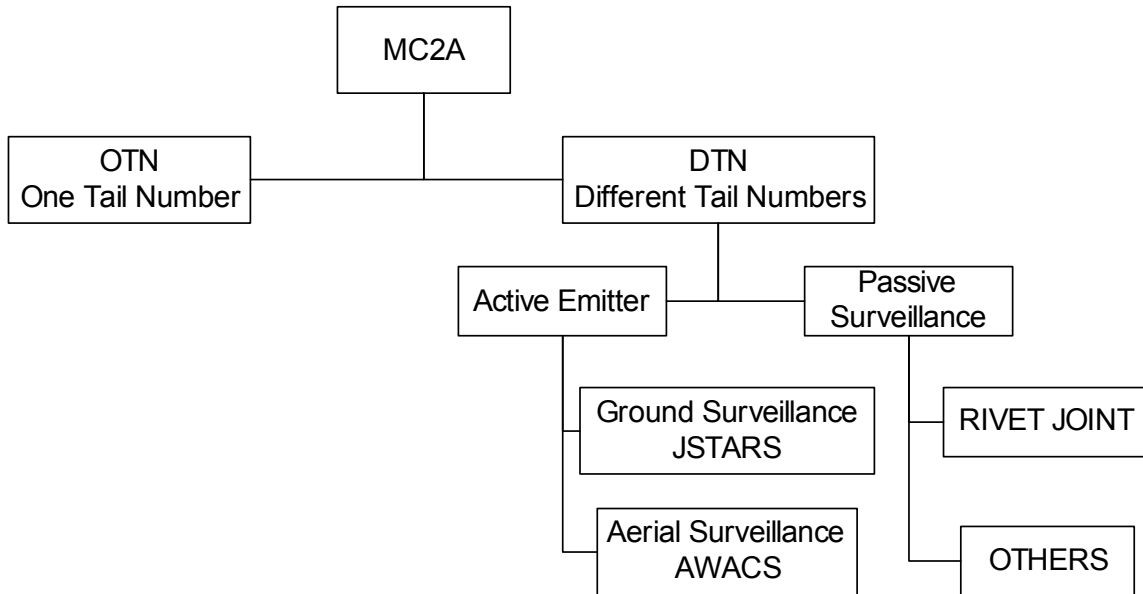 MC2A
OTN
One Tail Number
DTN
Different Tail Numbers
Active Emitter
Passive
Surveillance
Ground Surveillance
JSTARS
RIVET JOINT
Aerial Surveillance
AWACS
OTHERS